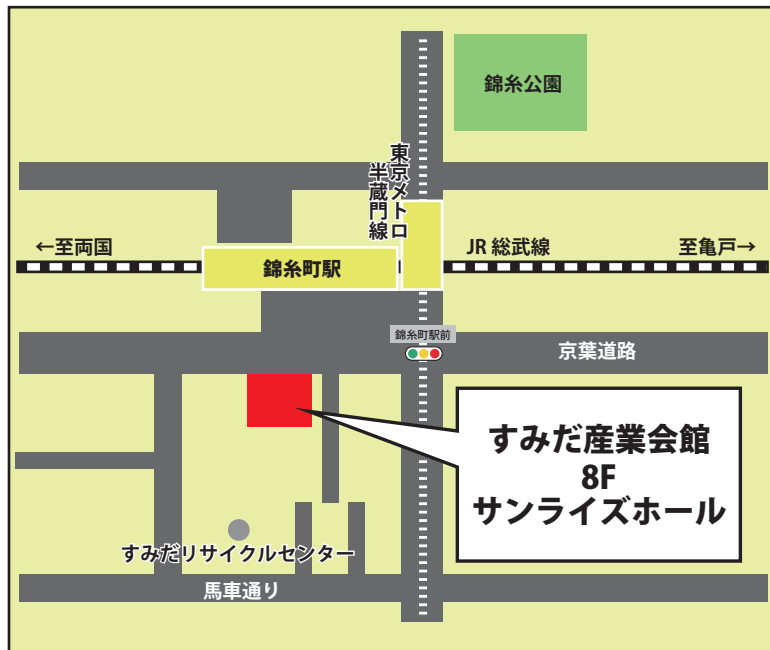 錦糸公園
東京メトロ
半蔵門線
←至両国
錦糸町駅
JR 総武線
至亀戸→
錦糸町駅前
京葉道路
すみだ産業会館
8F
サンライズホール
すみだリサイクルセンター
馬車通り